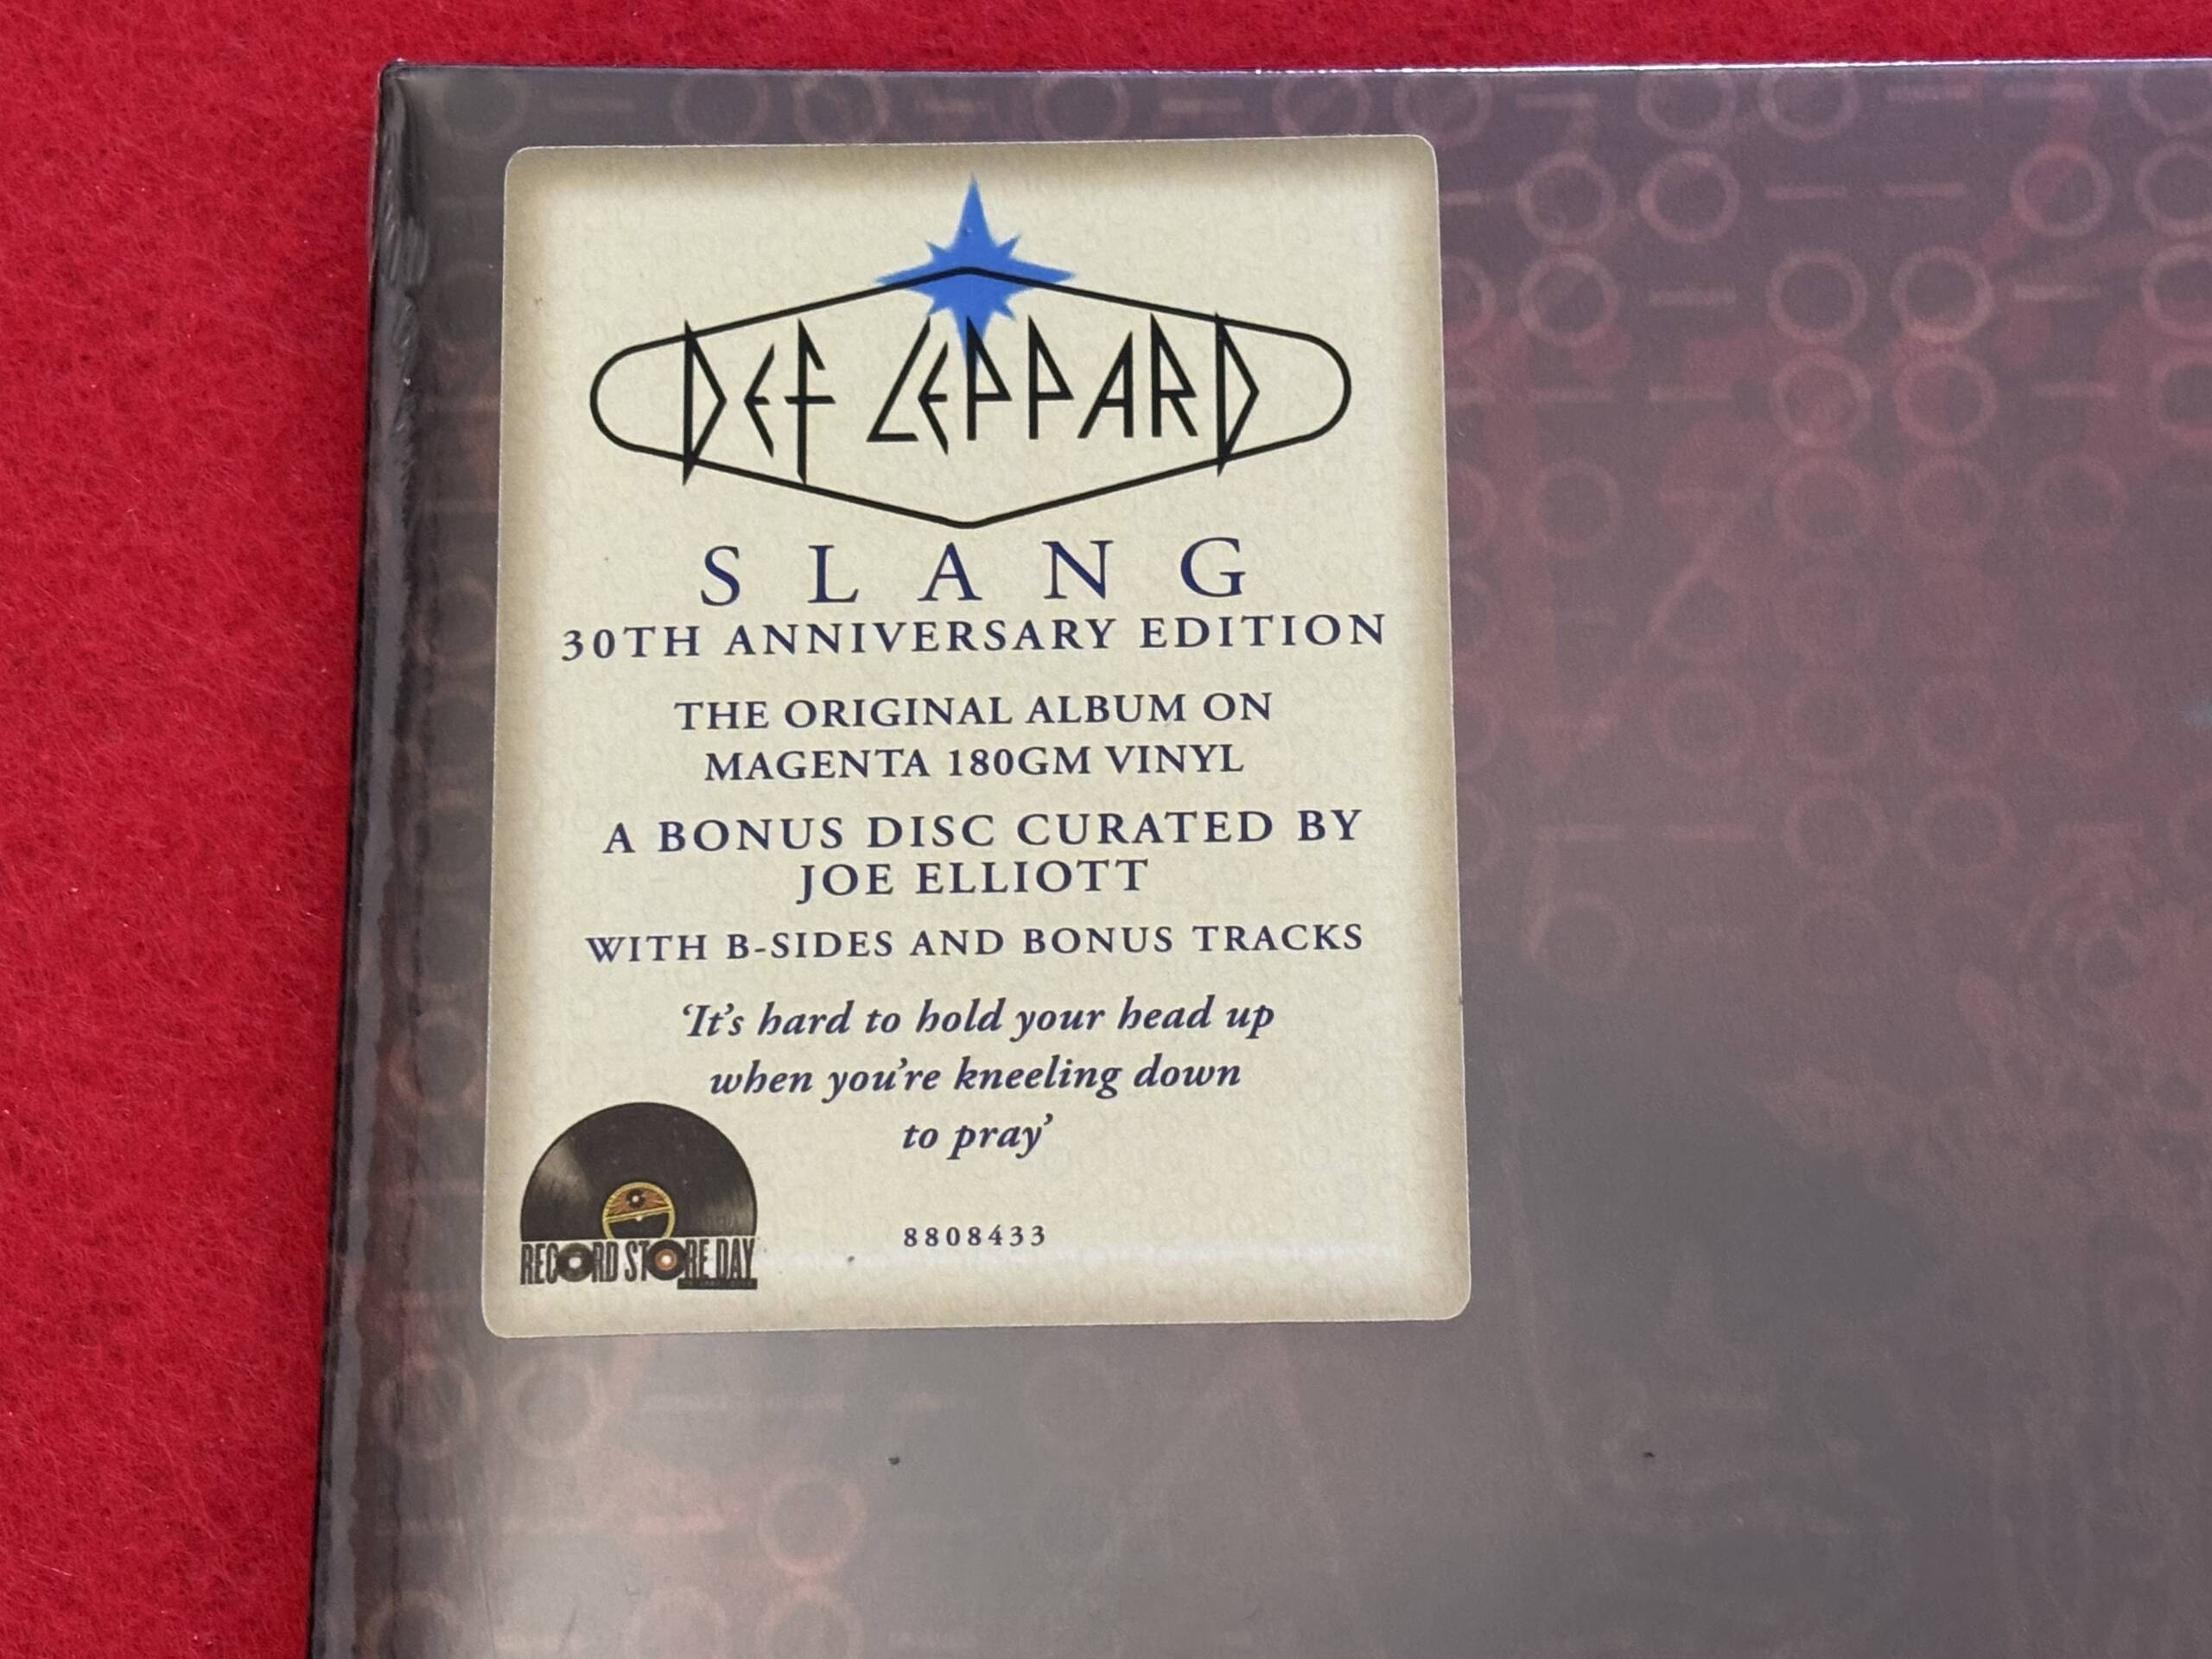 DEF LEPPARD
SLANG
30TH ANNIVERSARY EDITION
THE ORIGINAL ALBUM ON
MAGENTA 180GM VINYL
A BONUS DISC CURATED BY
JOE ELLIOTT
WITH B-SIDES AND BONUS TRACKS
‘It’s hard to hold your head up
when you’re kneeling down
to pray’
8808433
RECORD STORE DAY